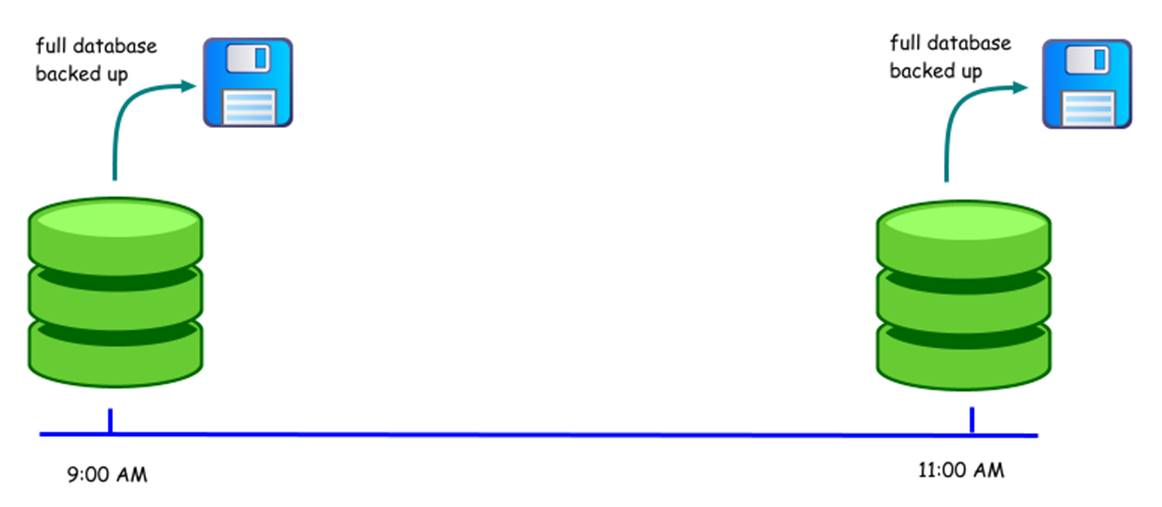 full database
backed up
full database
backed up
9:00 AM
11:00 AM